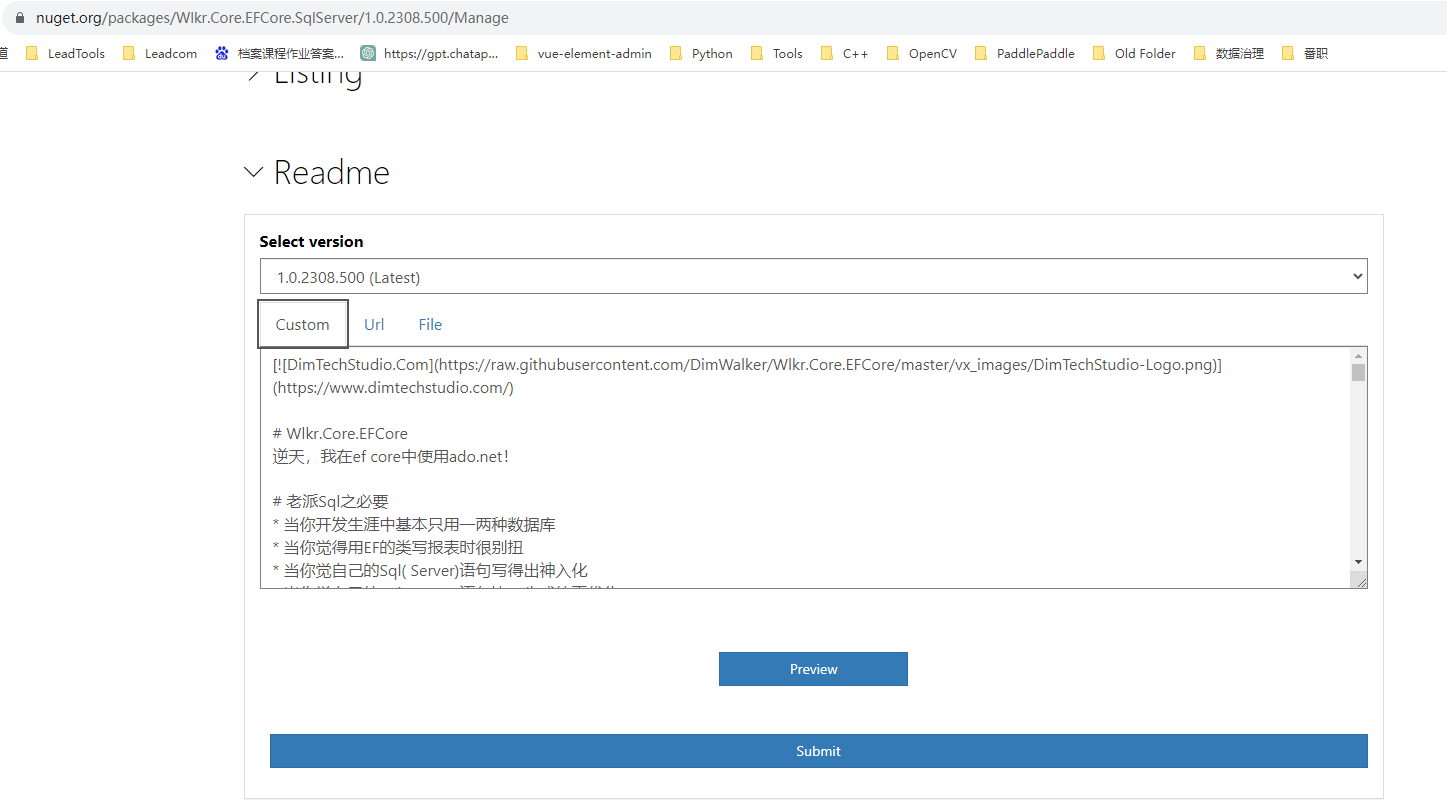 nuget.org/packages/Wlkr.Core.EFCore.SqlServer/1.0.2308.500/Manage
LeadTools Leadcom 档案课程作业答案... https://gpt.chatap... vue-element-admin Python Tools C++ OpenCV PaddlePaddle Old Folder 数据治理 番职
Listing
Readme
Select version
1.0.2308.500 (Latest)
Custom Url File
[![DimTechStudio.Com](https://raw.githubusercontent.com/DimWalker/Wlkr.Core.EFCore/master/vx_images/DimTechStudio-Logo.png)]
(https://www.dimtechstudio.com/)
# Wlkr.Core.EFCore
逆天，我在ef core中使用ado.net！
# 老派Sql之必要
* 当你开发生涯中基本只用一两种数据库
* 当你觉得用EF的类写报表时很别扭
* 当你觉自己的Sql( Server)语句写得出神入化
Preview
Submit